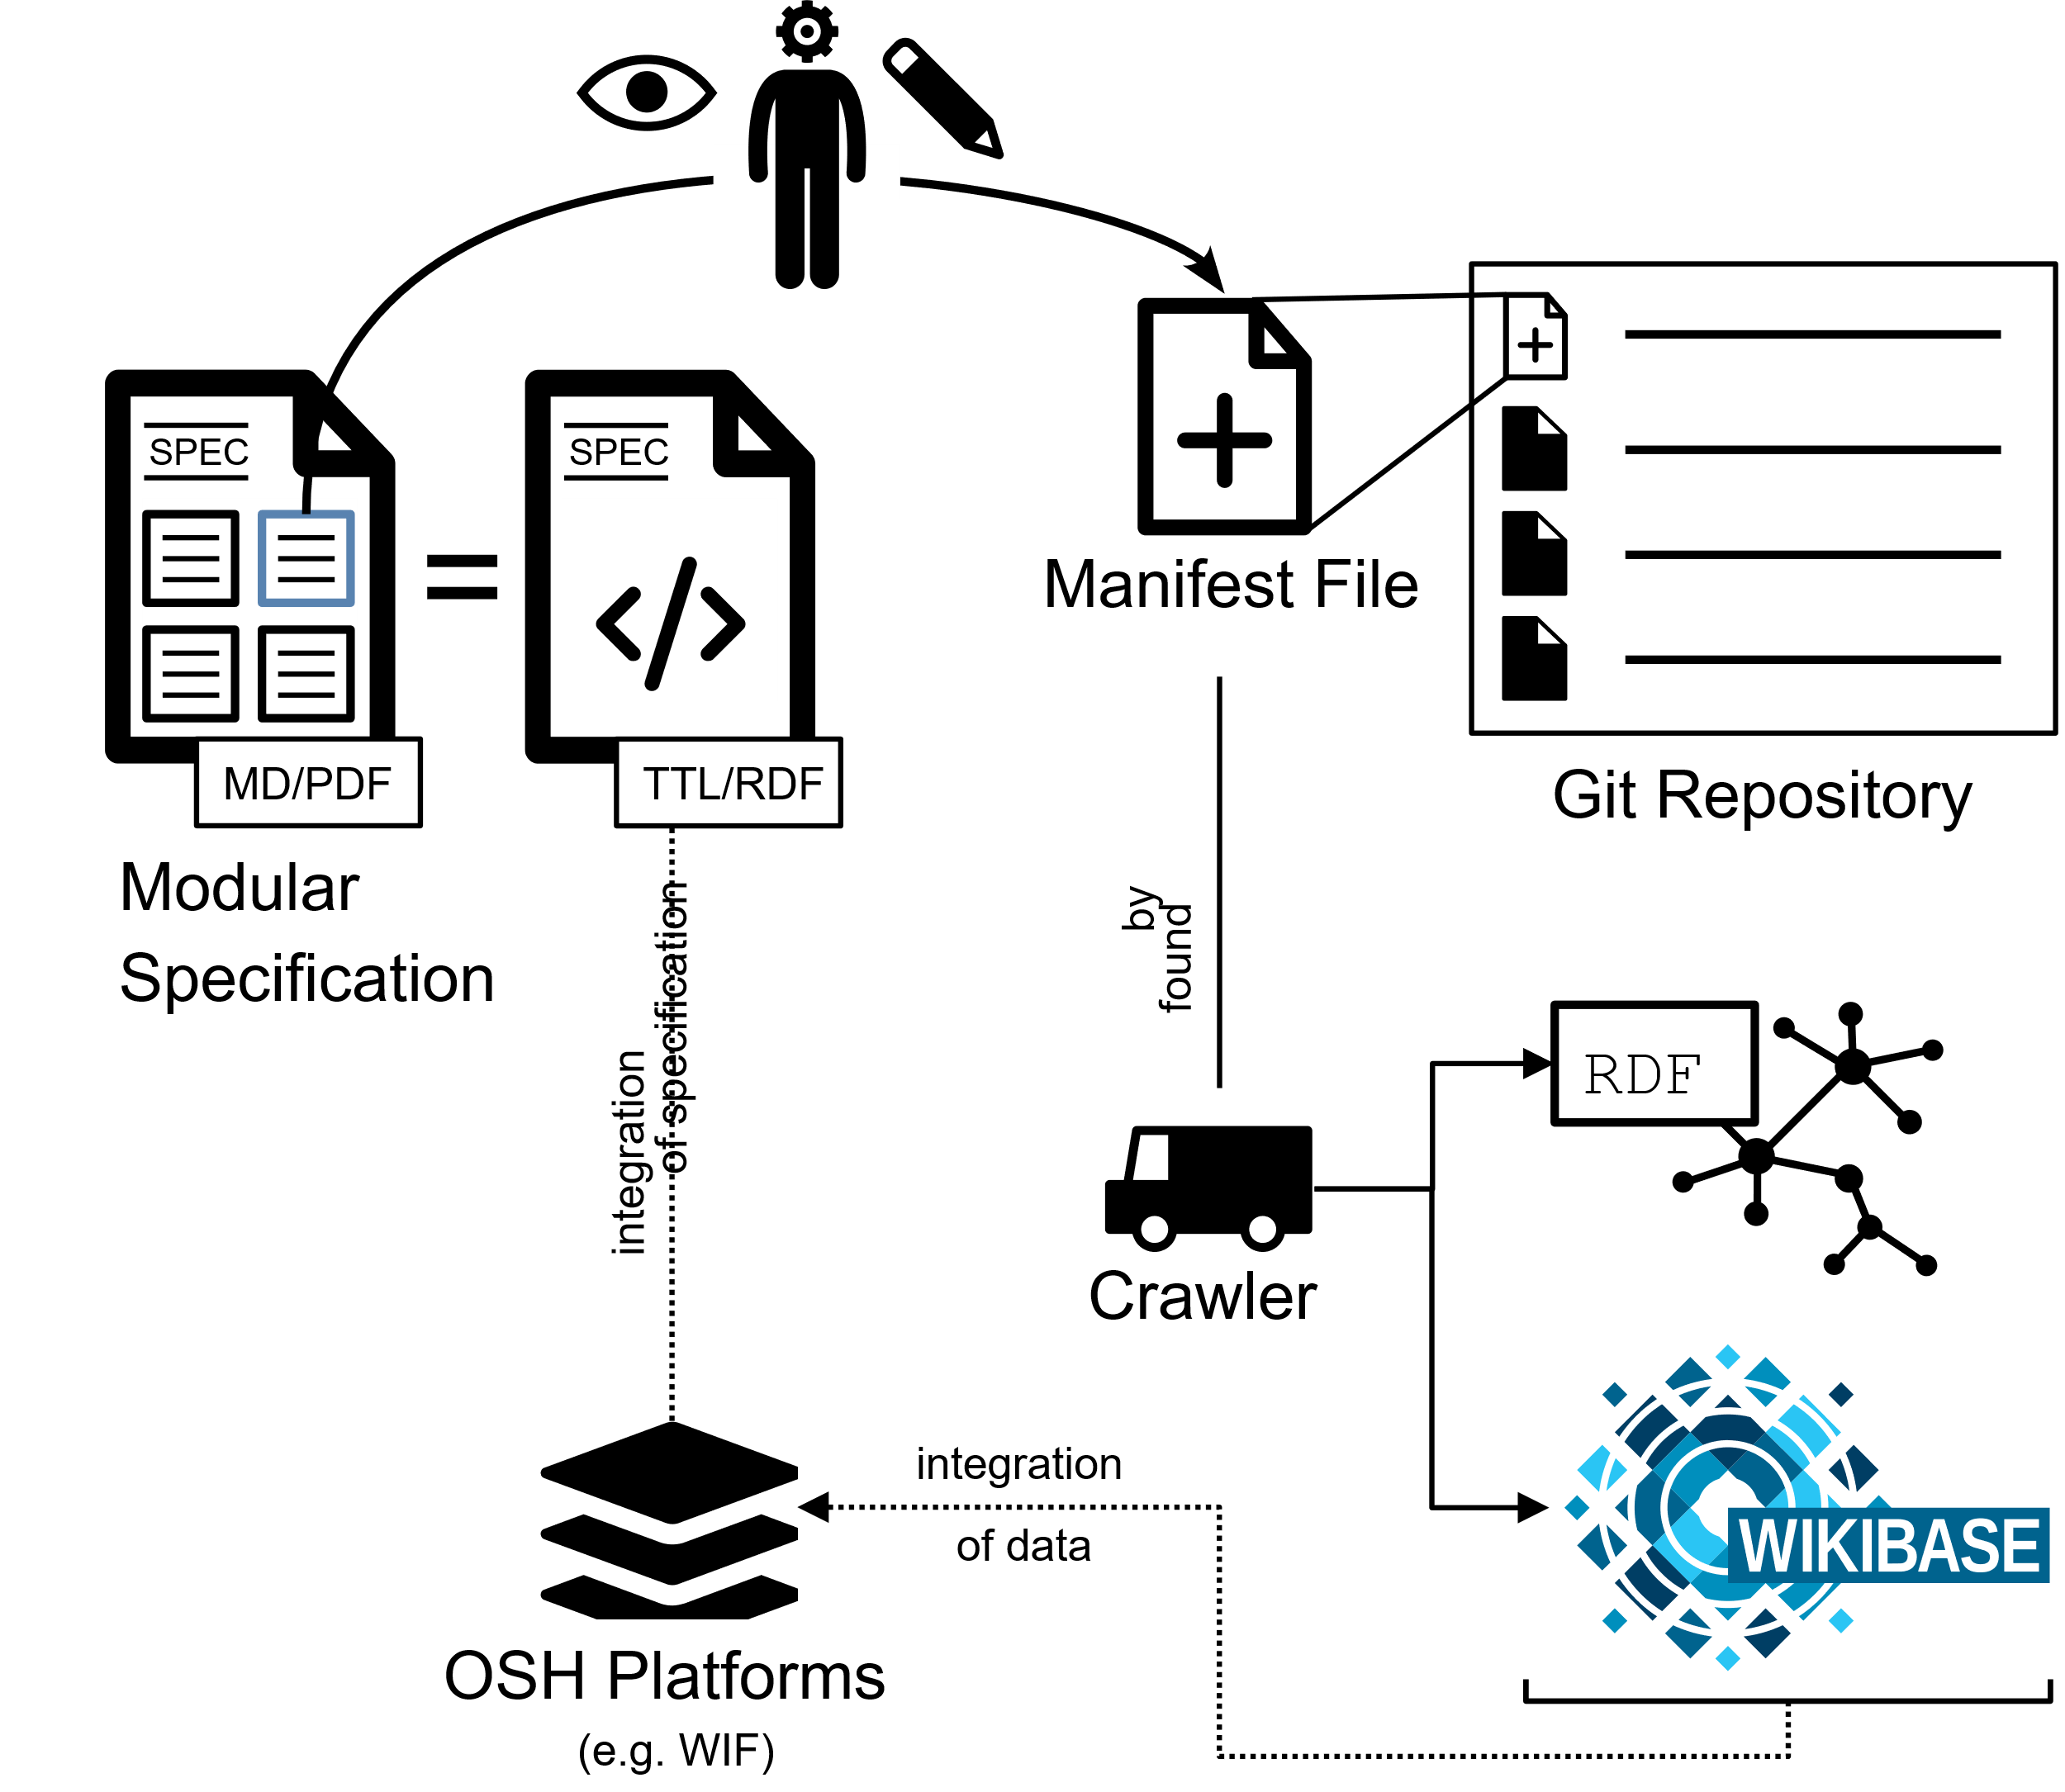 SPEC
SPEC
MD/PDF
TTL/RDF
Modular
Specification
Manifest File
Git Repository
by
found
integration
of specification
RDF
Crawler
WIKIBASE
integration
of data
OSH Platforms
(e.g. WIF)